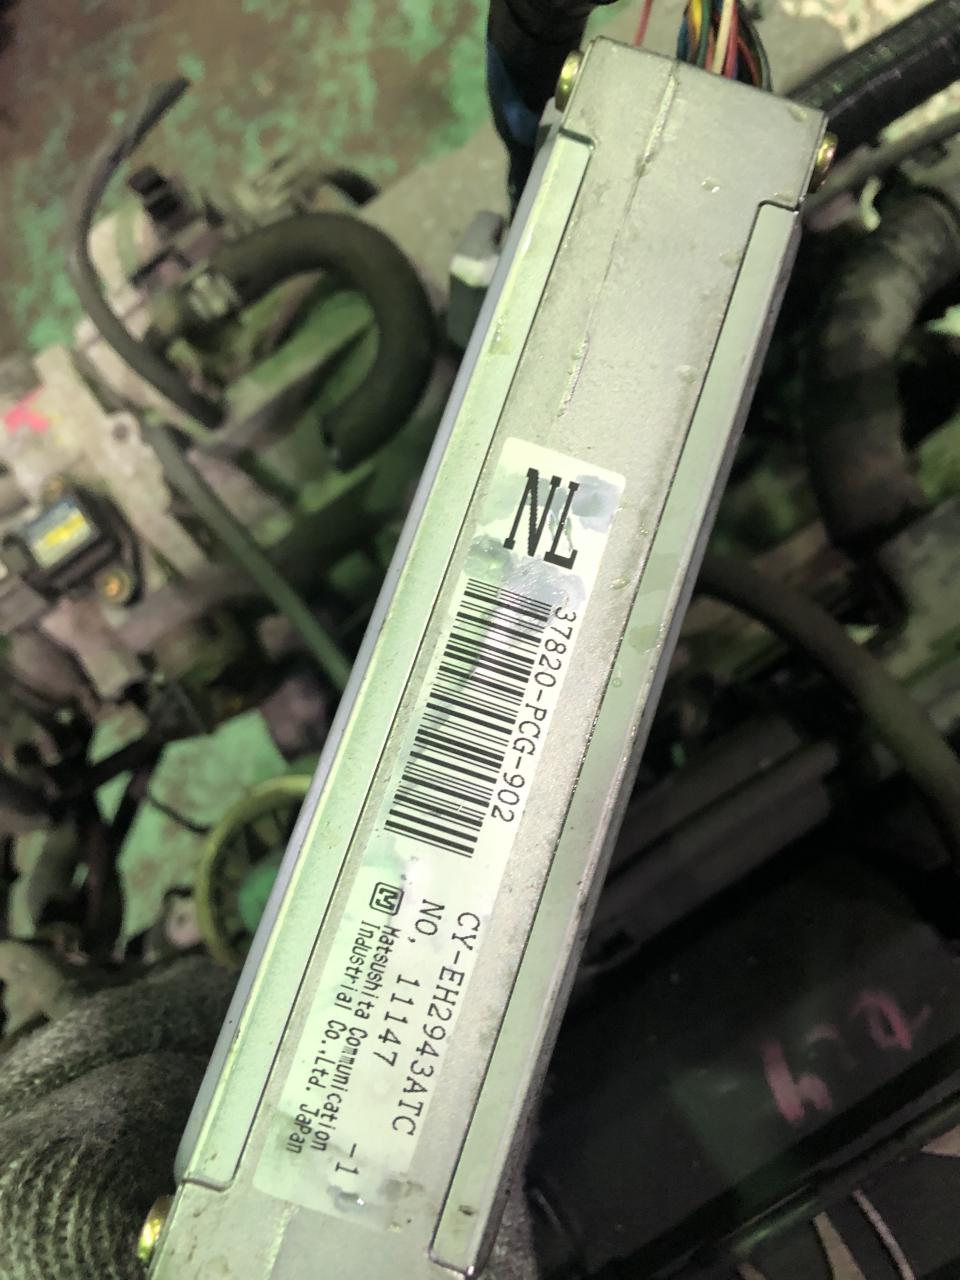 NL
37820-PCG-902
CY-EH2943ATC
NO, 11147 -1
M Matsushita Communication
Industrial Co.,Ltd. JaPan